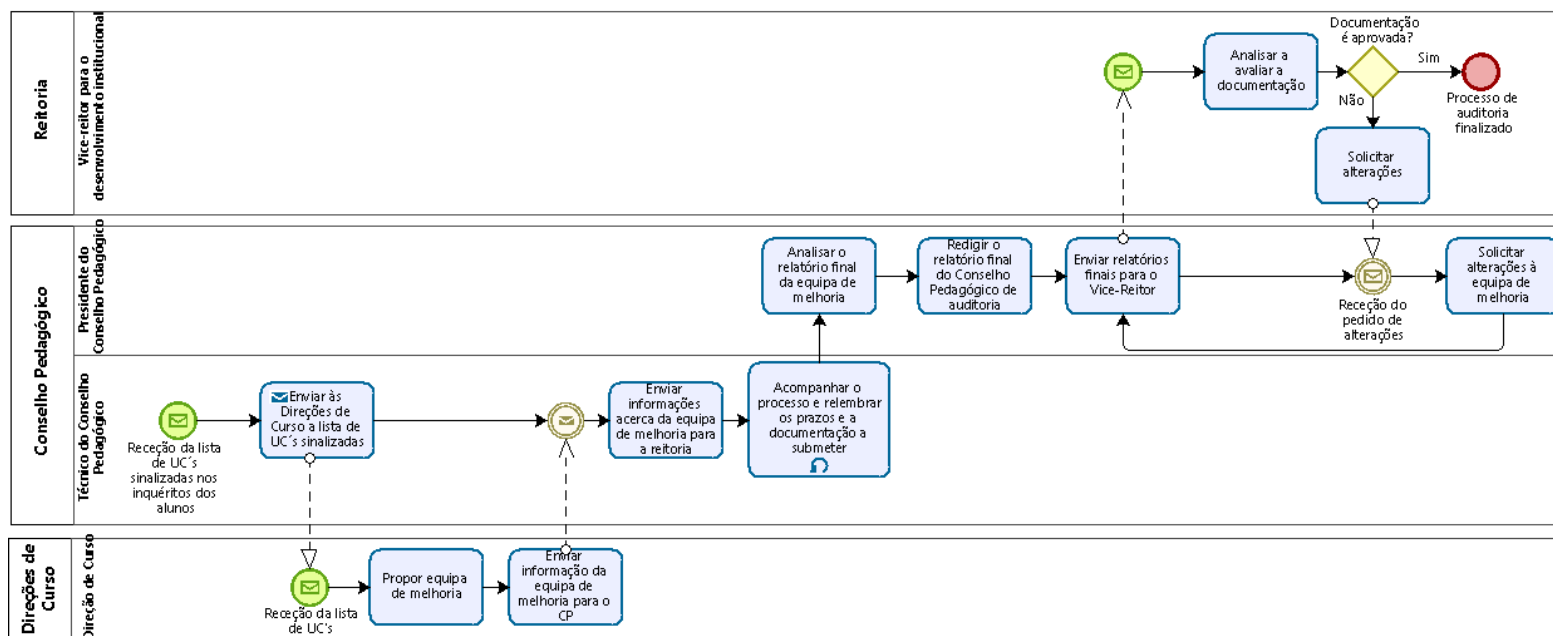 Reitoria
Vice-reitor para o
desenvolvimento institucional
Analisar a
avaliar a
documentação
Documentação
é aprovada?
Sim
Não
Processo de
auditoria
finalizado
Solicitar
alterações
Conselho Pedagógico
Presidente do
Conselho Pedagógico
Analisar o
relatório final
da equipa de
melhoria
Redigir o
relatório final
do Conselho
Pedagógico de
auditoria
Enviar relatórios
finais para o
Vice-Reitor
Receção do
pedido de
alterações
Solicitar
alterações à
equipa de
melhoria
Técnico do Conselho
Pedagógico
Receção da lista
de UC´s
sinalizadas nos
inquéritos dos
alunos
Enviar às
Direções de
Curso a lista de
UC´s sinalizadas
Enviar
informações
acerca da equipa
de melhoria para
a reitoria
Acompanhar o
processo e relembrar
os prazos e a
documentação a
submeter
Direções de
Curso
Direção de Curso
Receção da lista
de UC's
Propor equipa
de melhoria
Enviar
informação da
equipa de
melhoria para o
CP